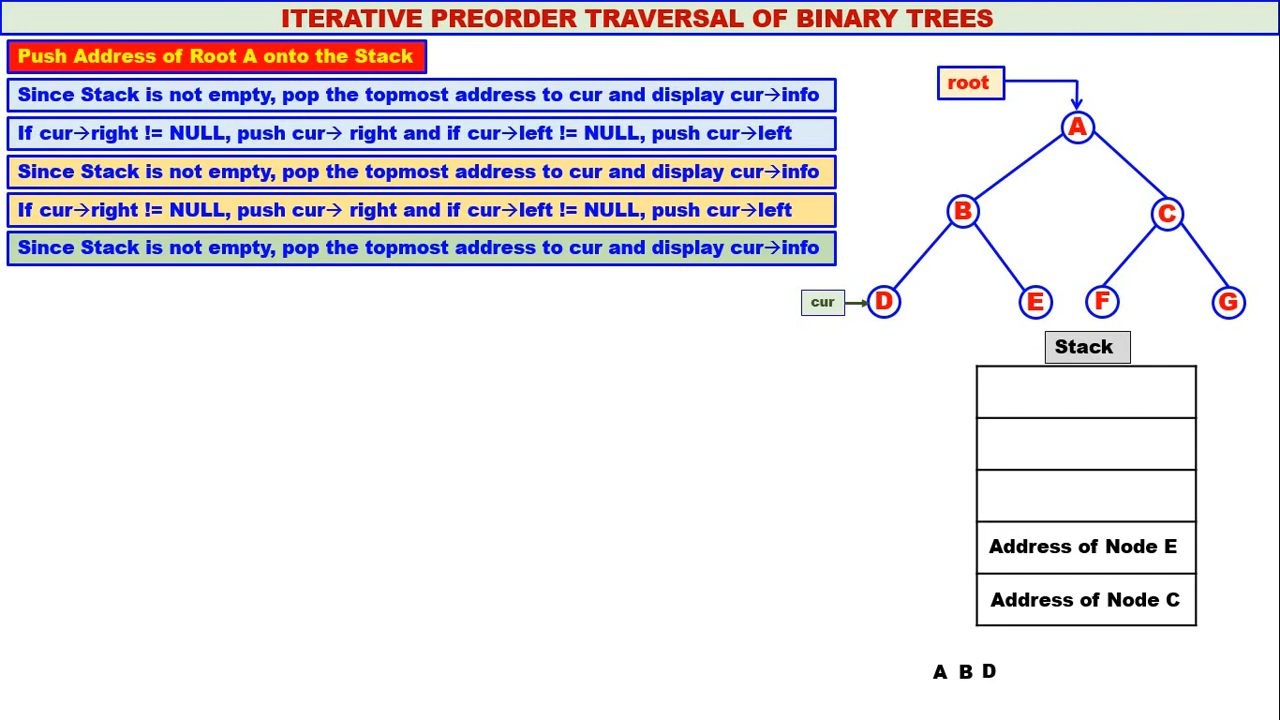 ITERATIVE PREORDER TRAVERSAL OF BINARY TREES
Push Address of Root A onto the Stack
Since Stack is not empty, pop the topmost address to cur and display cur→info
If cur→right != NULL, push cur→ right and if cur→left != NULL, push cur→left
Since Stack is not empty, pop the topmost address to cur and display cur→info
If cur→right != NULL, push cur→ right and if cur→left != NULL, push cur→left
Since Stack is not empty, pop the topmost address to cur and display cur→info
root
A
B
C
cur
D
E
F
G
Stack
Address of Node E
Address of Node C
A B D